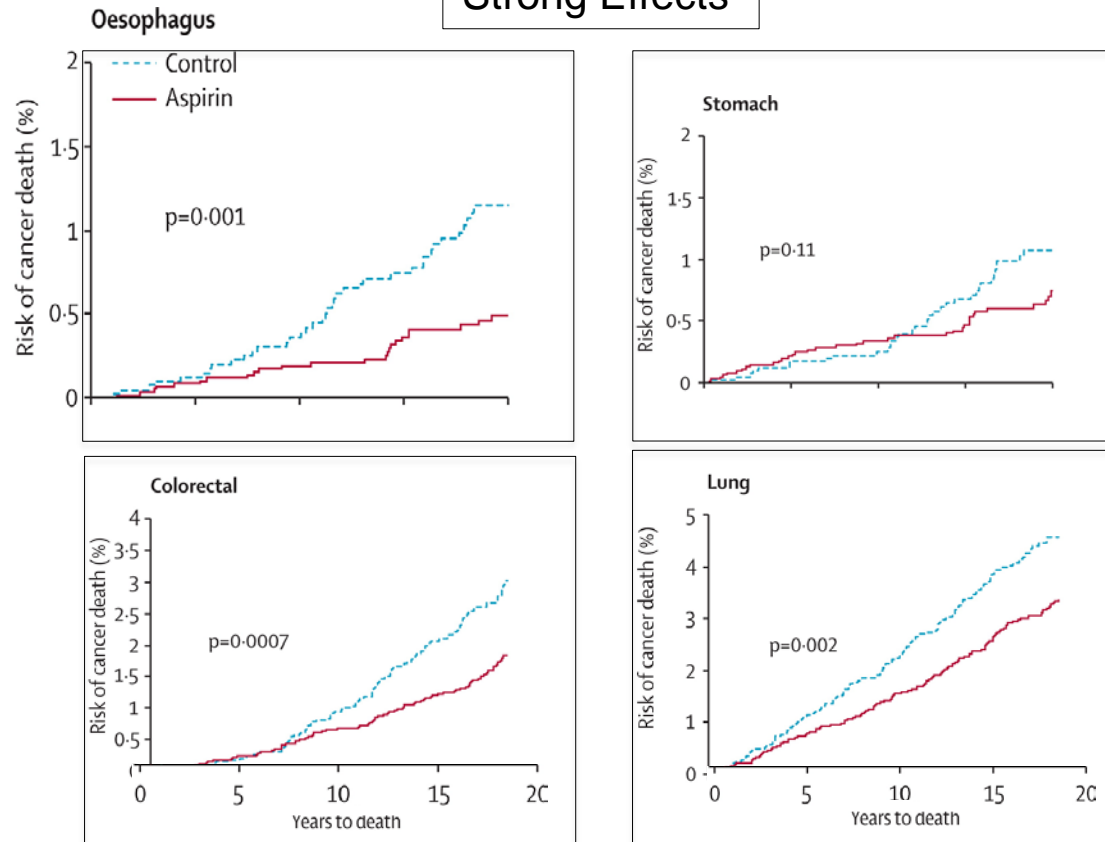 Strong Effects
Oesophagus
Control
Aspirin
Risk of cancer death (%)
2
1·5
1
0·5
0
p=0·001
Stomach
Risk of cancer death (%)
2
1·5
1
0·5
0
p=0·11
Colorectal
Risk of cancer death (%)
4
3·5
3
2·5
2
1·5
1
0·5
p=0·0007
0
5
10
15
20
Years to death
Lung
Risk of cancer death (%)
5
4
3
2
1
0
p=0·002
0
5
10
15
20
Years to death